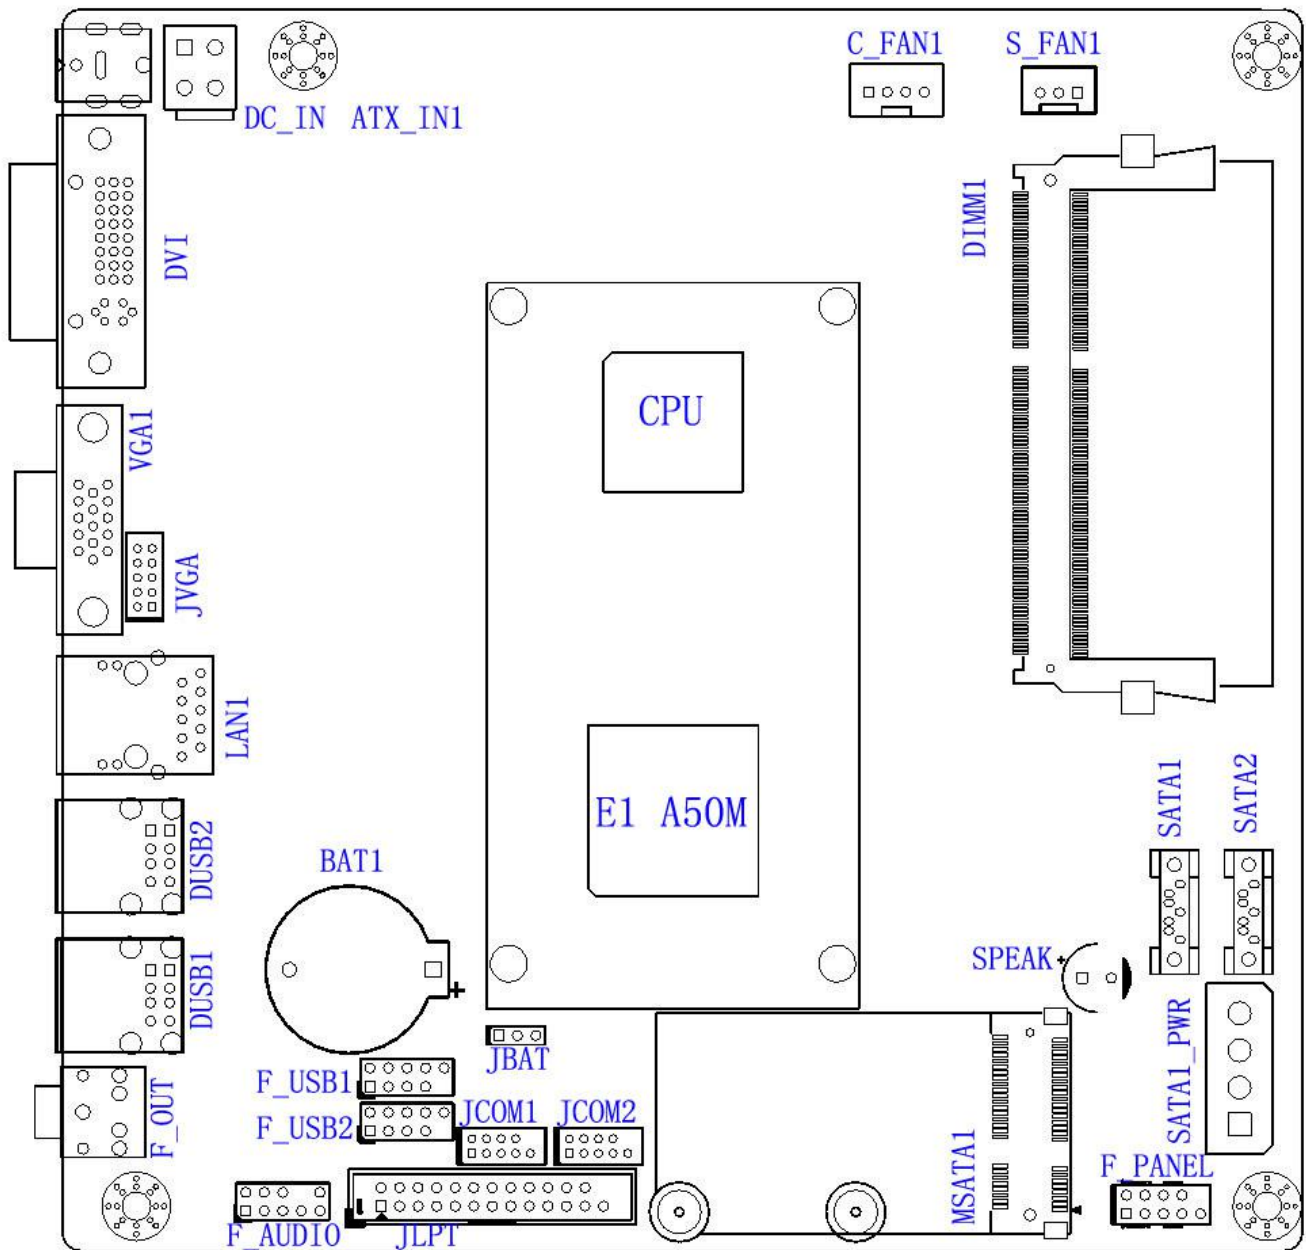 C_FAN1
S_FAN1
DC_IN
ATX_IN1
DIMM1
DVI
CPU
VGA1
JVGA
LAN1
SATA1
SATA2
E1 A50M
DUSB2
BAT1
SPEAK
DUSB1
SATA1_PWR
JBAT
F_USB1
F_USB2
JCOM1
JCOM2
F_OUT
MSATA1
F_PANEL
F_AUDIO
JLPT